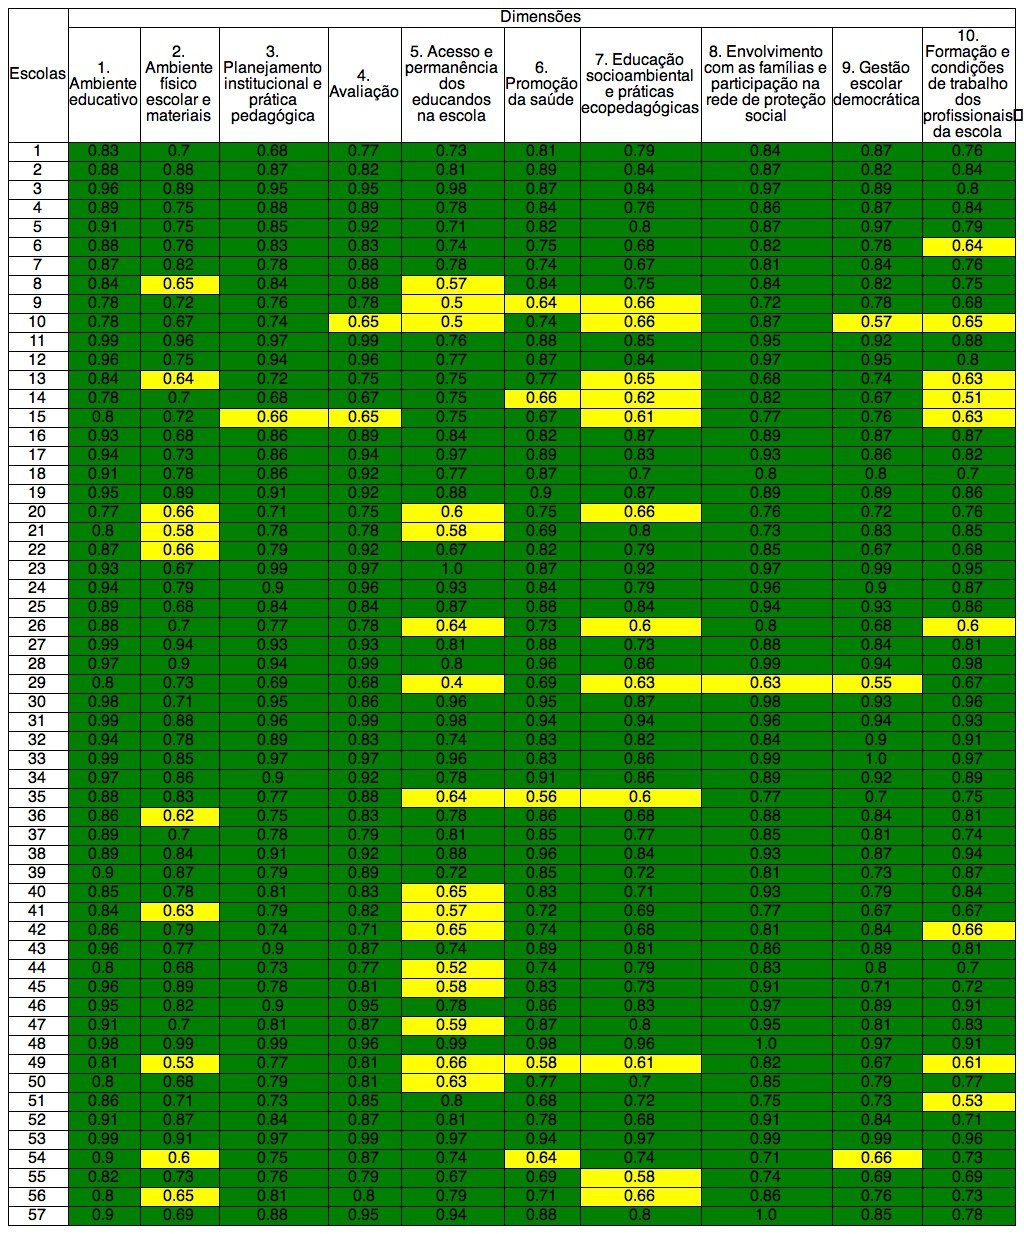 Dimensões
Escolas 1. Ambiente educativo 2. Ambiente físico escolar e materiais 3. Planejamento institucional e prática pedagógica 4. Avaliação 5. Acesso e permanência dos educandos na escola 6. Promoção da saúde 7. Educação socioambiental e práticas ecopedagógicas 8. Envolvimento com as famílias e participação na rede de proteção social 9. Gestão escolar democrática 10. Formação e condições de trabalho dos profissionais da escola
1 0.83 0.7 0.68 0.77 0.73 0.81 0.79 0.84 0.87 0.76
2 0.88 0.88 0.87 0.82 0.81 0.89 0.84 0.87 0.82 0.84
3 0.96 0.89 0.95 0.95 0.98 0.87 0.84 0.97 0.89 0.8
4 0.89 0.75 0.88 0.89 0.78 0.84 0.76 0.86 0.87 0.84
5 0.91 0.75 0.85 0.92 0.71 0.82 0.8 0.87 0.97 0.79
6 0.88 0.76 0.83 0.83 0.74 0.75 0.68 0.82 0.78 0.64
7 0.87 0.82 0.78 0.88 0.78 0.74 0.67 0.81 0.84 0.76
8 0.84 0.65 0.84 0.88 0.57 0.84 0.75 0.84 0.82 0.75
9 0.78 0.72 0.76 0.78 0.5 0.64 0.66 0.72 0.78 0.68
10 0.78 0.67 0.74 0.65 0.5 0.74 0.66 0.87 0.57 0.65
11 0.99 0.96 0.97 0.99 0.76 0.88 0.85 0.95 0.92 0.88
12 0.96 0.75 0.94 0.96 0.77 0.87 0.84 0.97 0.95 0.8
13 0.84 0.64 0.72 0.75 0.75 0.77 0.65 0.68 0.74 0.63
14 0.78 0.7 0.68 0.67 0.75 0.66 0.62 0.82 0.67 0.51
15 0.8 0.72 0.66 0.65 0.75 0.67 0.61 0.77 0.76 0.63
16 0.93 0.68 0.86 0.89 0.84 0.82 0.87 0.89 0.87 0.87
17 0.94 0.73 0.86 0.94 0.97 0.89 0.83 0.93 0.86 0.82
18 0.91 0.78 0.86 0.92 0.77 0.87 0.7 0.8 0.8 0.7
19 0.95 0.89 0.91 0.92 0.88 0.9 0.87 0.89 0.89 0.86
20 0.77 0.66 0.71 0.75 0.6 0.75 0.66 0.76 0.72 0.76
21 0.8 0.58 0.78 0.78 0.58 0.69 0.8 0.73 0.83 0.85
22 0.87 0.66 0.79 0.92 0.67 0.82 0.79 0.85 0.67 0.68
23 0.93 0.67 0.99 0.97 1.0 0.87 0.92 0.97 0.99 0.95
24 0.94 0.79 0.9 0.96 0.93 0.84 0.79 0.96 0.9 0.87
25 0.89 0.68 0.84 0.84 0.87 0.88 0.84 0.94 0.93 0.86
26 0.88 0.7 0.77 0.78 0.64 0.73 0.6 0.8 0.68 0.6
27 0.99 0.94 0.93 0.93 0.81 0.88 0.73 0.88 0.84 0.81
28 0.97 0.9 0.94 0.99 0.8 0.96 0.86 0.99 0.94 0.98
29 0.8 0.73 0.69 0.68 0.4 0.69 0.63 0.63 0.55 0.67
30 0.98 0.71 0.95 0.86 0.96 0.95 0.87 0.98 0.93 0.96
31 0.99 0.88 0.96 0.99 0.98 0.94 0.94 0.96 0.94 0.93
32 0.94 0.78 0.89 0.83 0.74 0.83 0.82 0.84 0.9 0.91
33 0.99 0.85 0.97 0.97 0.96 0.83 0.86 0.99 1.0 0.97
34 0.97 0.86 0.9 0.92 0.78 0.91 0.86 0.89 0.92 0.89
35 0.88 0.83 0.77 0.88 0.64 0.56 0.6 0.77 0.7 0.75
36 0.86 0.62 0.75 0.83 0.78 0.86 0.68 0.88 0.84 0.81
37 0.89 0.7 0.78 0.79 0.81 0.85 0.77 0.85 0.81 0.74
38 0.89 0.84 0.91 0.92 0.88 0.96 0.84 0.93 0.87 0.94
39 0.9 0.87 0.79 0.89 0.72 0.85 0.72 0.81 0.73 0.87
40 0.85 0.78 0.81 0.83 0.65 0.83 0.71 0.93 0.79 0.84
41 0.84 0.63 0.79 0.82 0.57 0.72 0.69 0.77 0.67 0.67
42 0.86 0.79 0.74 0.71 0.65 0.74 0.68 0.81 0.84 0.66
43 0.96 0.77 0.9 0.87 0.74 0.89 0.81 0.86 0.89 0.81
44 0.8 0.68 0.73 0.77 0.52 0.74 0.79 0.83 0.8 0.7
45 0.96 0.89 0.78 0.81 0.58 0.83 0.73 0.91 0.71 0.72
46 0.95 0.82 0.9 0.95 0.78 0.86 0.83 0.97 0.89 0.91
47 0.91 0.7 0.81 0.87 0.59 0.87 0.8 0.95 0.81 0.83
48 0.98 0.99 0.99 0.96 0.99 0.98 0.96 1.0 0.97 0.91
49 0.81 0.53 0.77 0.81 0.66 0.58 0.61 0.82 0.67 0.61
50 0.8 0.68 0.79 0.81 0.63 0.77 0.7 0.85 0.79 0.77
51 0.86 0.71 0.73 0.85 0.8 0.68 0.72 0.75 0.73 0.53
52 0.91 0.87 0.84 0.87 0.81 0.78 0.68 0.91 0.84 0.71
53 0.99 0.91 0.97 0.99 0.97 0.94 0.97 0.99 0.99 0.96
54 0.9 0.6 0.75 0.87 0.74 0.64 0.74 0.71 0.66 0.73
55 0.82 0.73 0.76 0.79 0.67 0.69 0.58 0.74 0.69 0.69
56 0.8 0.65 0.81 0.8 0.79 0.71 0.66 0.86 0.76 0.73
57 0.9 0.69 0.88 0.95 0.94 0.88 0.8 1.0 0.85 0.78